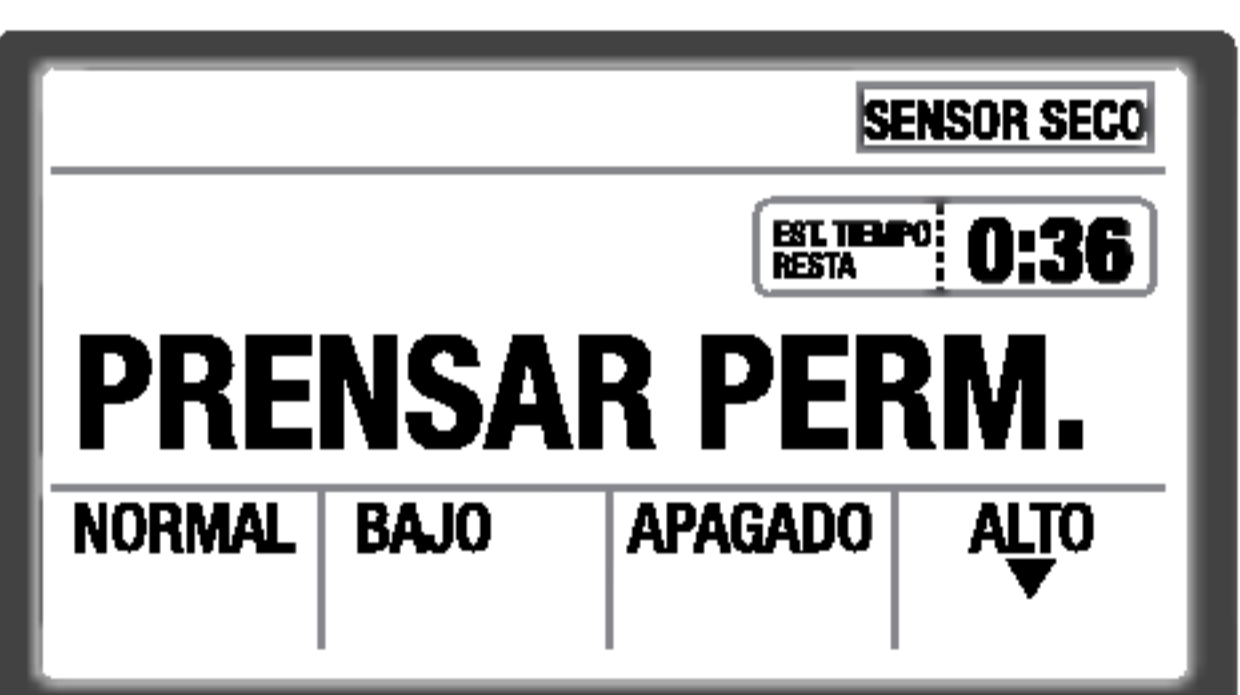 SENSOR SECO
EST. TIEMPO
RESTA
0:36
PRENSAR PERM.
NORMAL
BAJO
APAGADO
ALTO